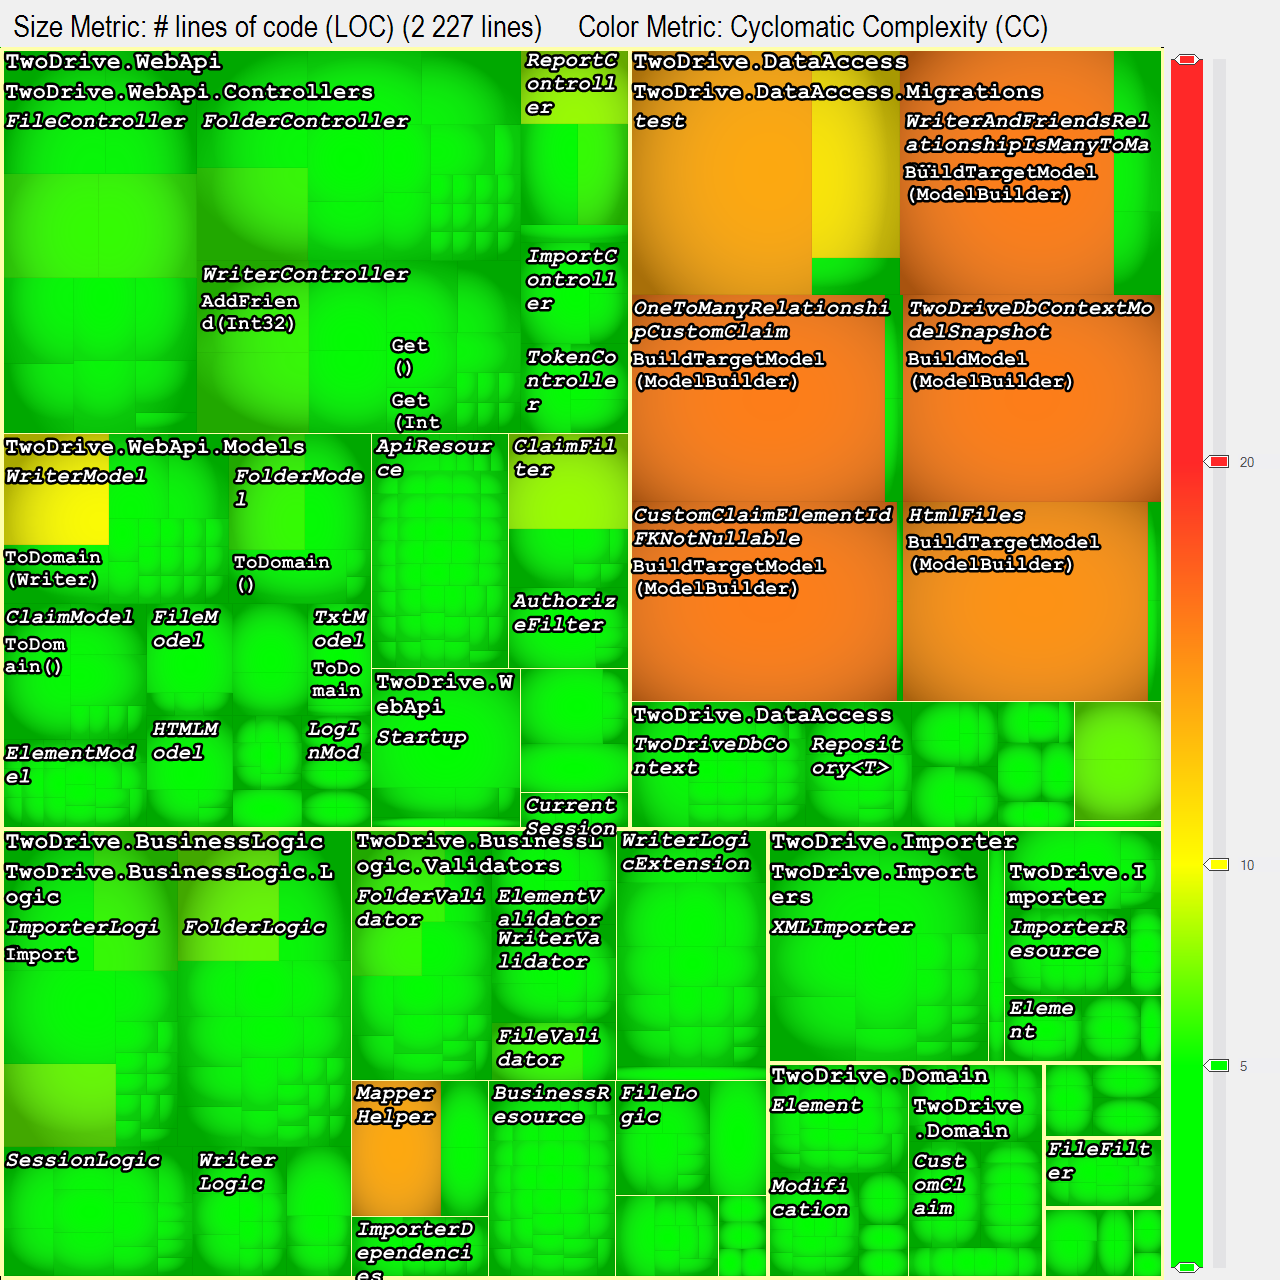 Size Metric: # lines of code (LOC) (2 227 lines)     Color Metric: Cyclomatic Complexity (CC)
TwoDrive.WebApi
TwoDrive.WebApi.Controllers
FileController
FolderController
ReportC
ontroll
er
WriterController
AddFrien
d(Int32)
Get
()
Get
(Int
ImportC
ontroll
er
TokenCo
ntrolle
r
TwoDrive.WebApi.Models
WriterModel
ToDomain
(Writer)
FolderMode
l
ToDomain
()
ClaimModel
ToDom
ain()
FileM
odel
TxtM
odel
ToDo
main
ElementMod
el
HTMLM
odel
LogI
nMod
ApiResour
ce
ClaimFil
ter
Authoriz
eFilter
TwoDrive.W
ebApi
Startup
Current
Session
TwoDrive.DataAccess
TwoDrive.DataAccess.Migrations
test
WriterAndFriendsRel
ationshipIsManyToMa
BuildTargetModel
(ModelBuilder)
OneToManyRelationshi
pCustomClaim
BuildTargetModel
(ModelBuilder)
TwoDriveDbContextMo
delSnapshot
BuildModel
(ModelBuilder)
CustomClaimElementId
FKNotNullable
BuildTargetModel
(ModelBuilder)
HtmlFiles
BuildTargetModel
(ModelBuilder)
TwoDrive.DataAccess
TwoDriveDbCo
ntext
Reposit
ory<T>
TwoDrive.BusinessLogic
TwoDrive.BusinessLogic.L
ogic
ImporterLogi
Import
FolderLogic
SessionLogic
Writer
Logic
TwoDrive.BusinessL
ogic.Validators
FolderVali
dator
ElementV
alidator
WriterVa
lidator
FileVali
dator
WriterLogi
cExtension
Mapper
Helper
ImporterD
ependenci
es
BusinessR
esource
FileLo
gic
TwoDrive.Importer
TwoDrive.Import
ers
XMLImporter
TwoDrive.I
mporter
ImporterR
esource
Eleme
nt
TwoDrive.Domain
Element
Modifi
cation
TwoDrive
.Domain
Cust
omCl
aim
FileFilt
er
20
10
5